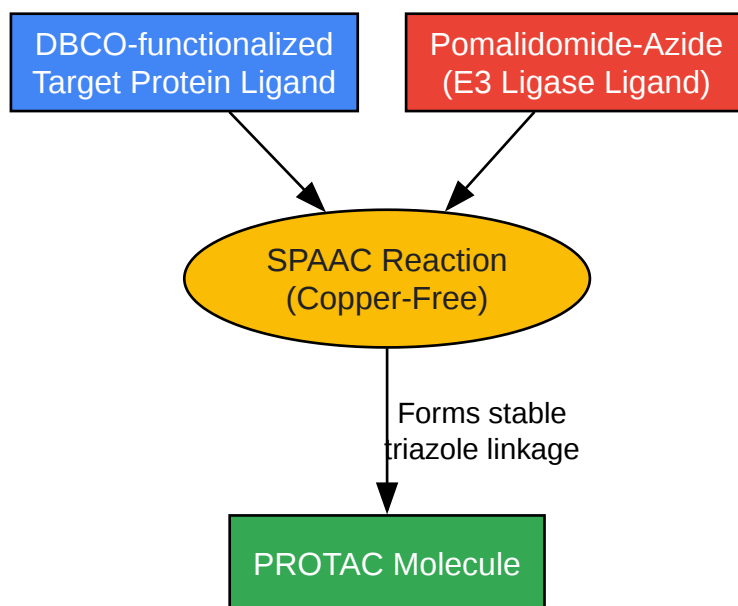 DBCO-functionalized
Target Protein Ligand
Pomalidomide-Azide
(E3 Ligase Ligand)
SPAAC Reaction
(Copper-Free)
Forms stable
triazole linkage
PROTAC Molecule